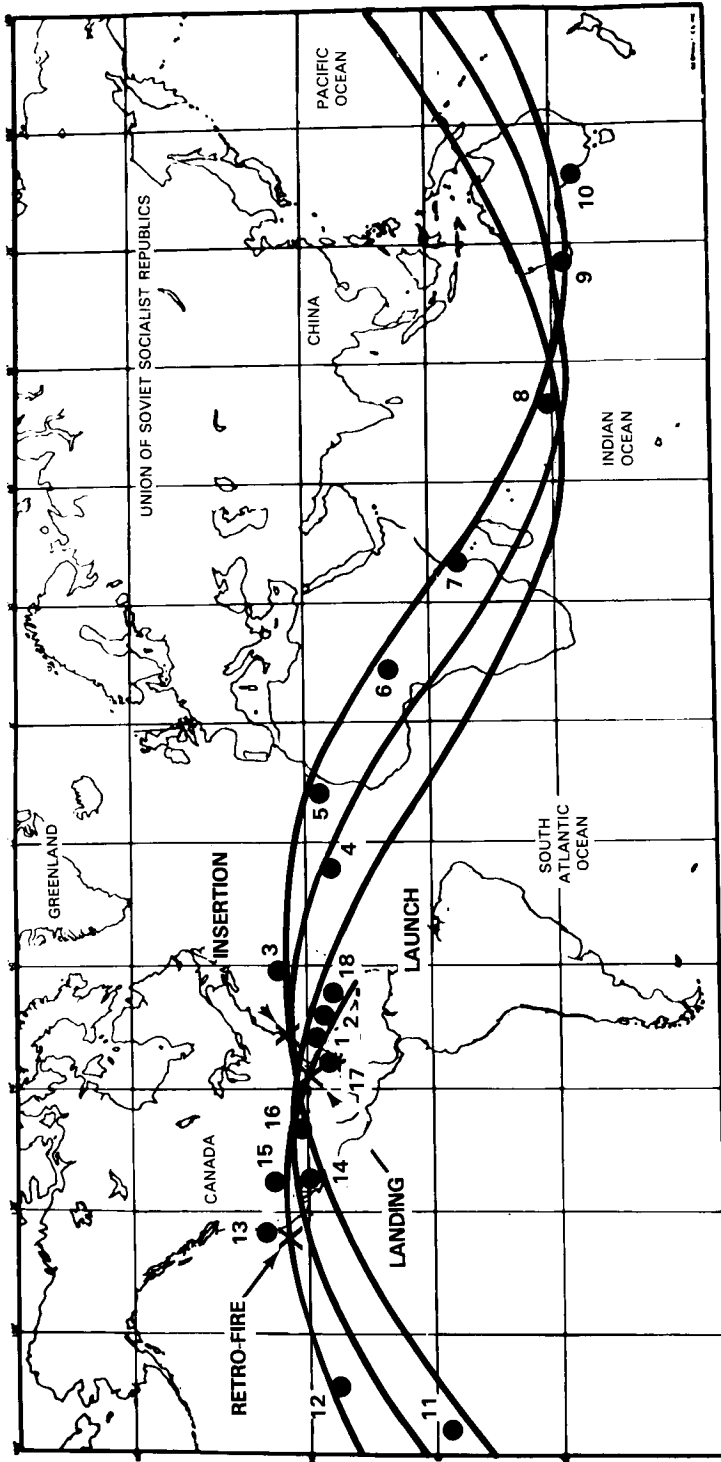 GREENLAND
UNION OF SOVIET SOCIALIST REPUBLICS
CANADA
CHINA
PACIFIC
OCEAN
INSERTION
RETRO-FIRE
LANDING
LAUNCH
SOUTH
ATLANTIC
OCEAN
INDIAN
OCEAN
1
2
3
4
5
6
7
8
9
10
11
12
13
14
15
16
17
18